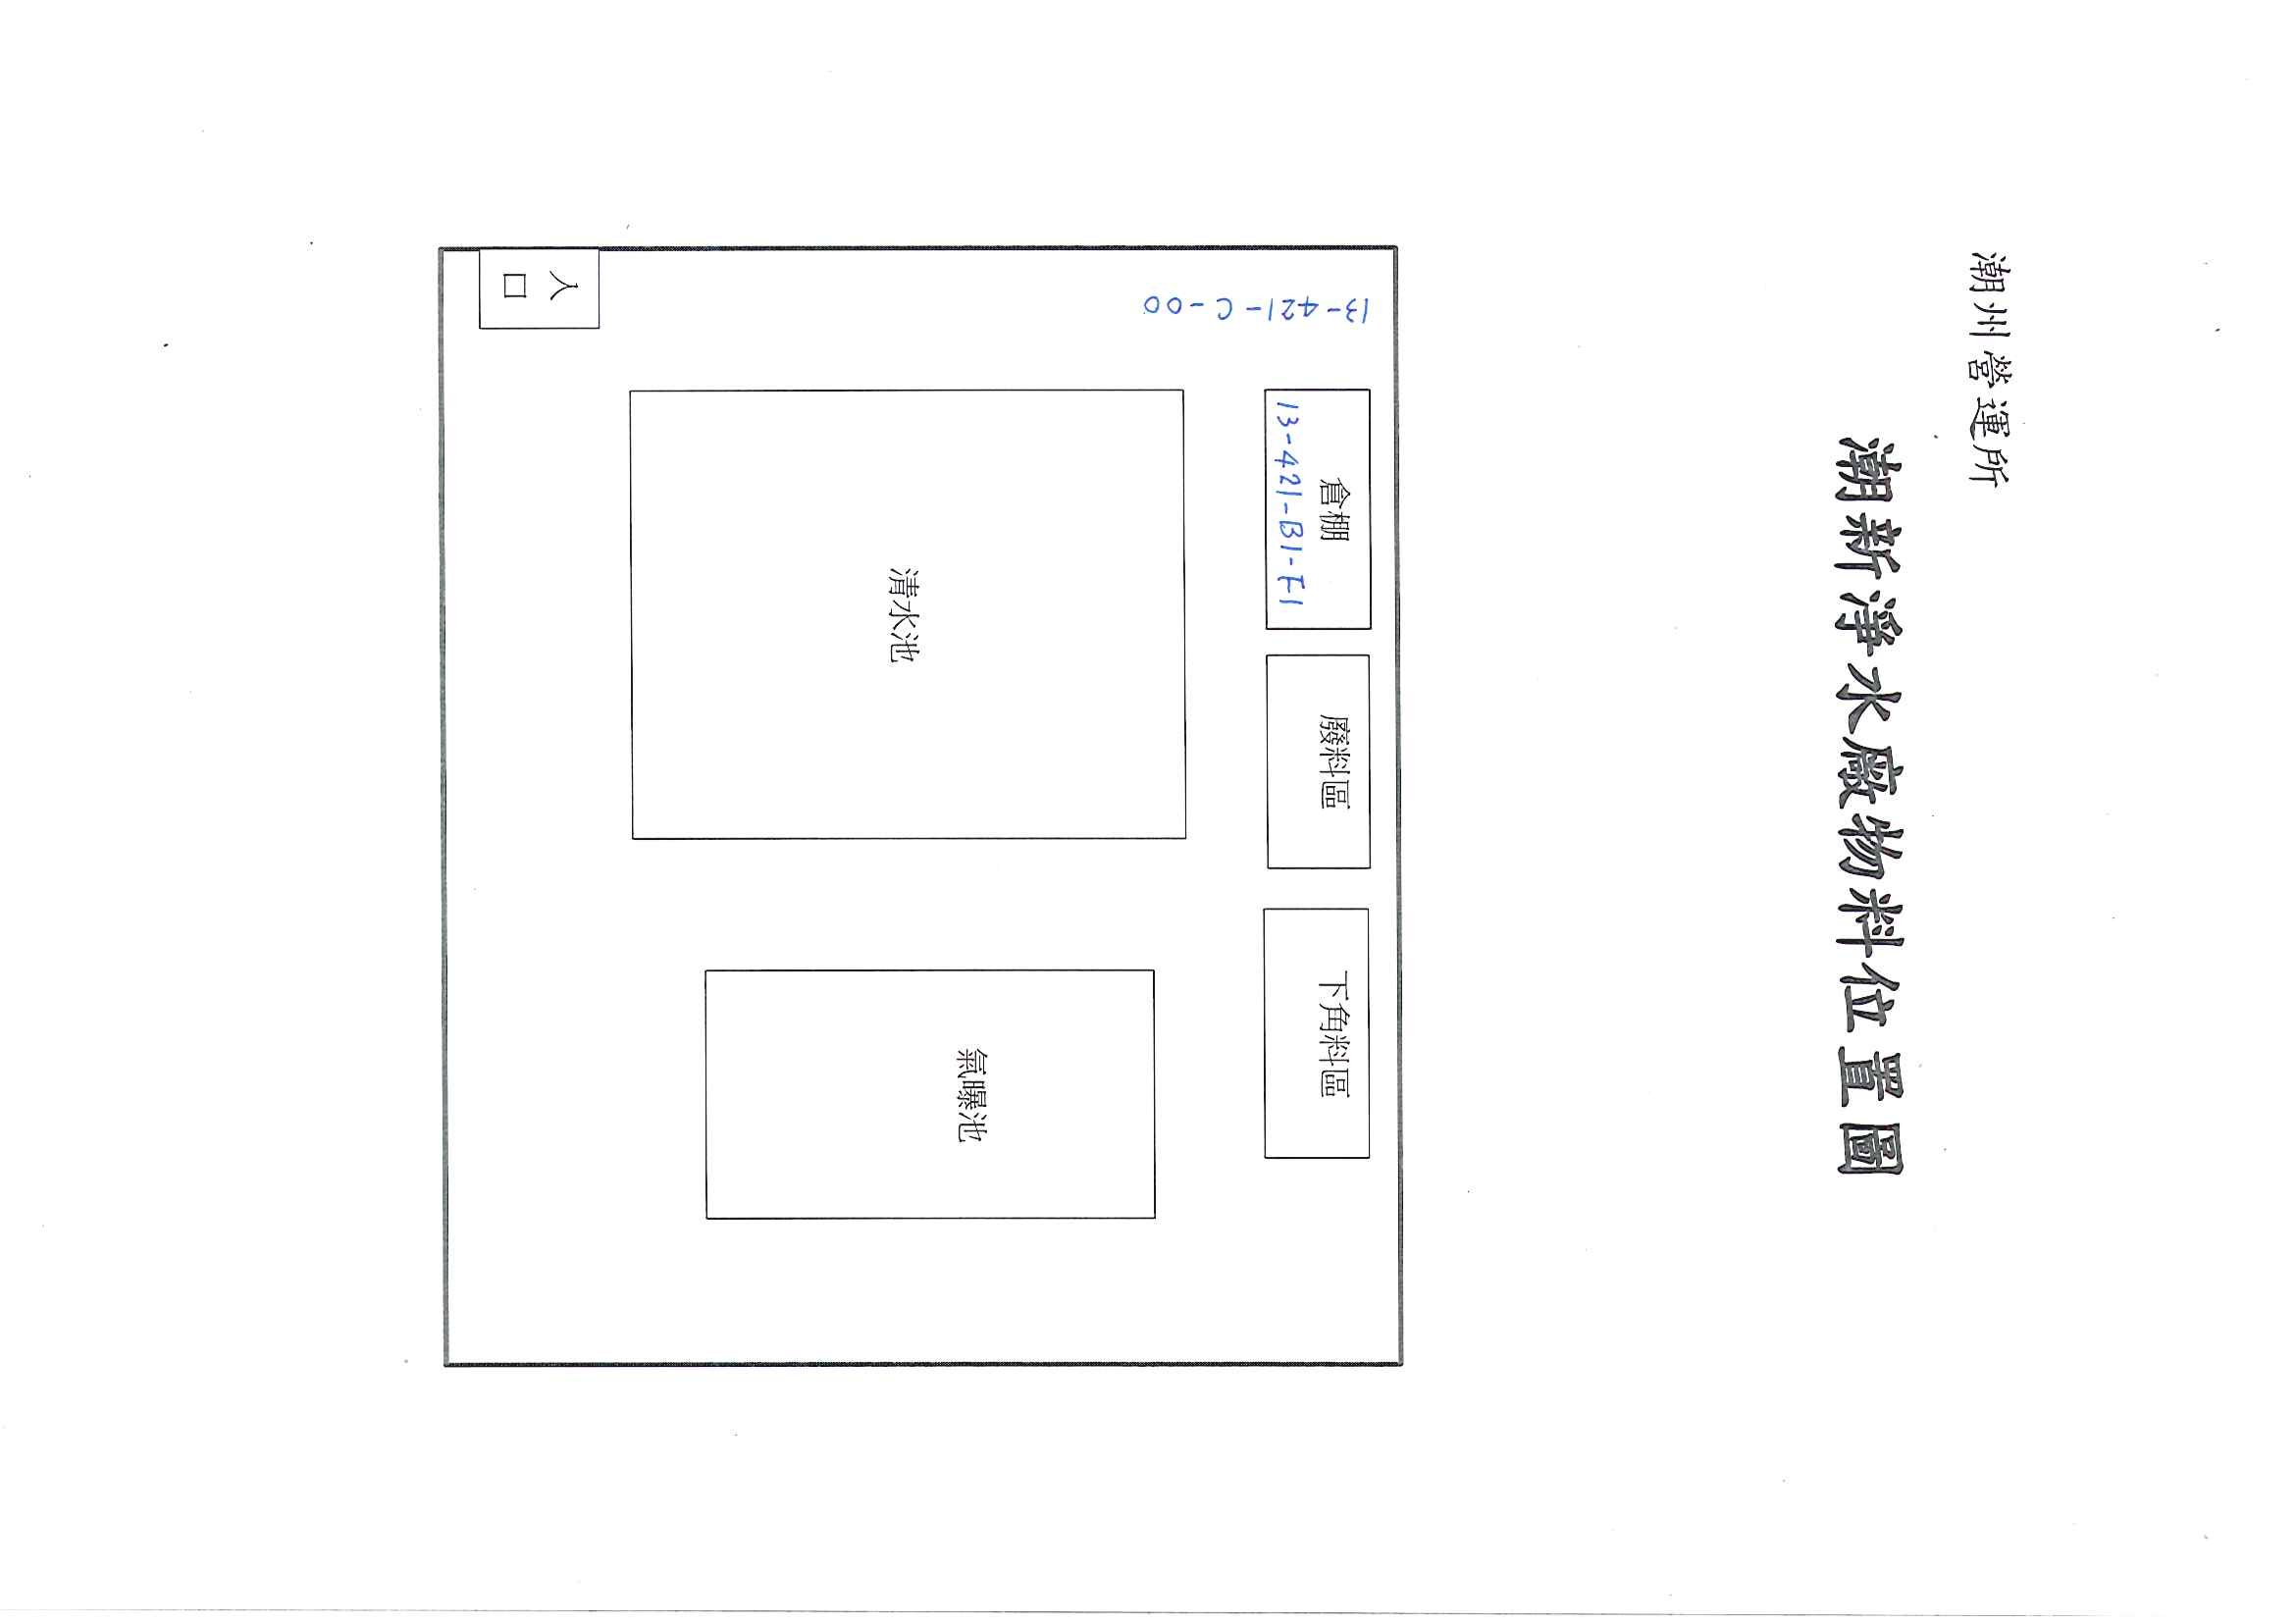 潮州營運所
潮新淨水廠物料位置圖
13-421-C-00
倉棚
13-421-B1-F1
廢料區
下角料區
清水池
氣曝池
入口